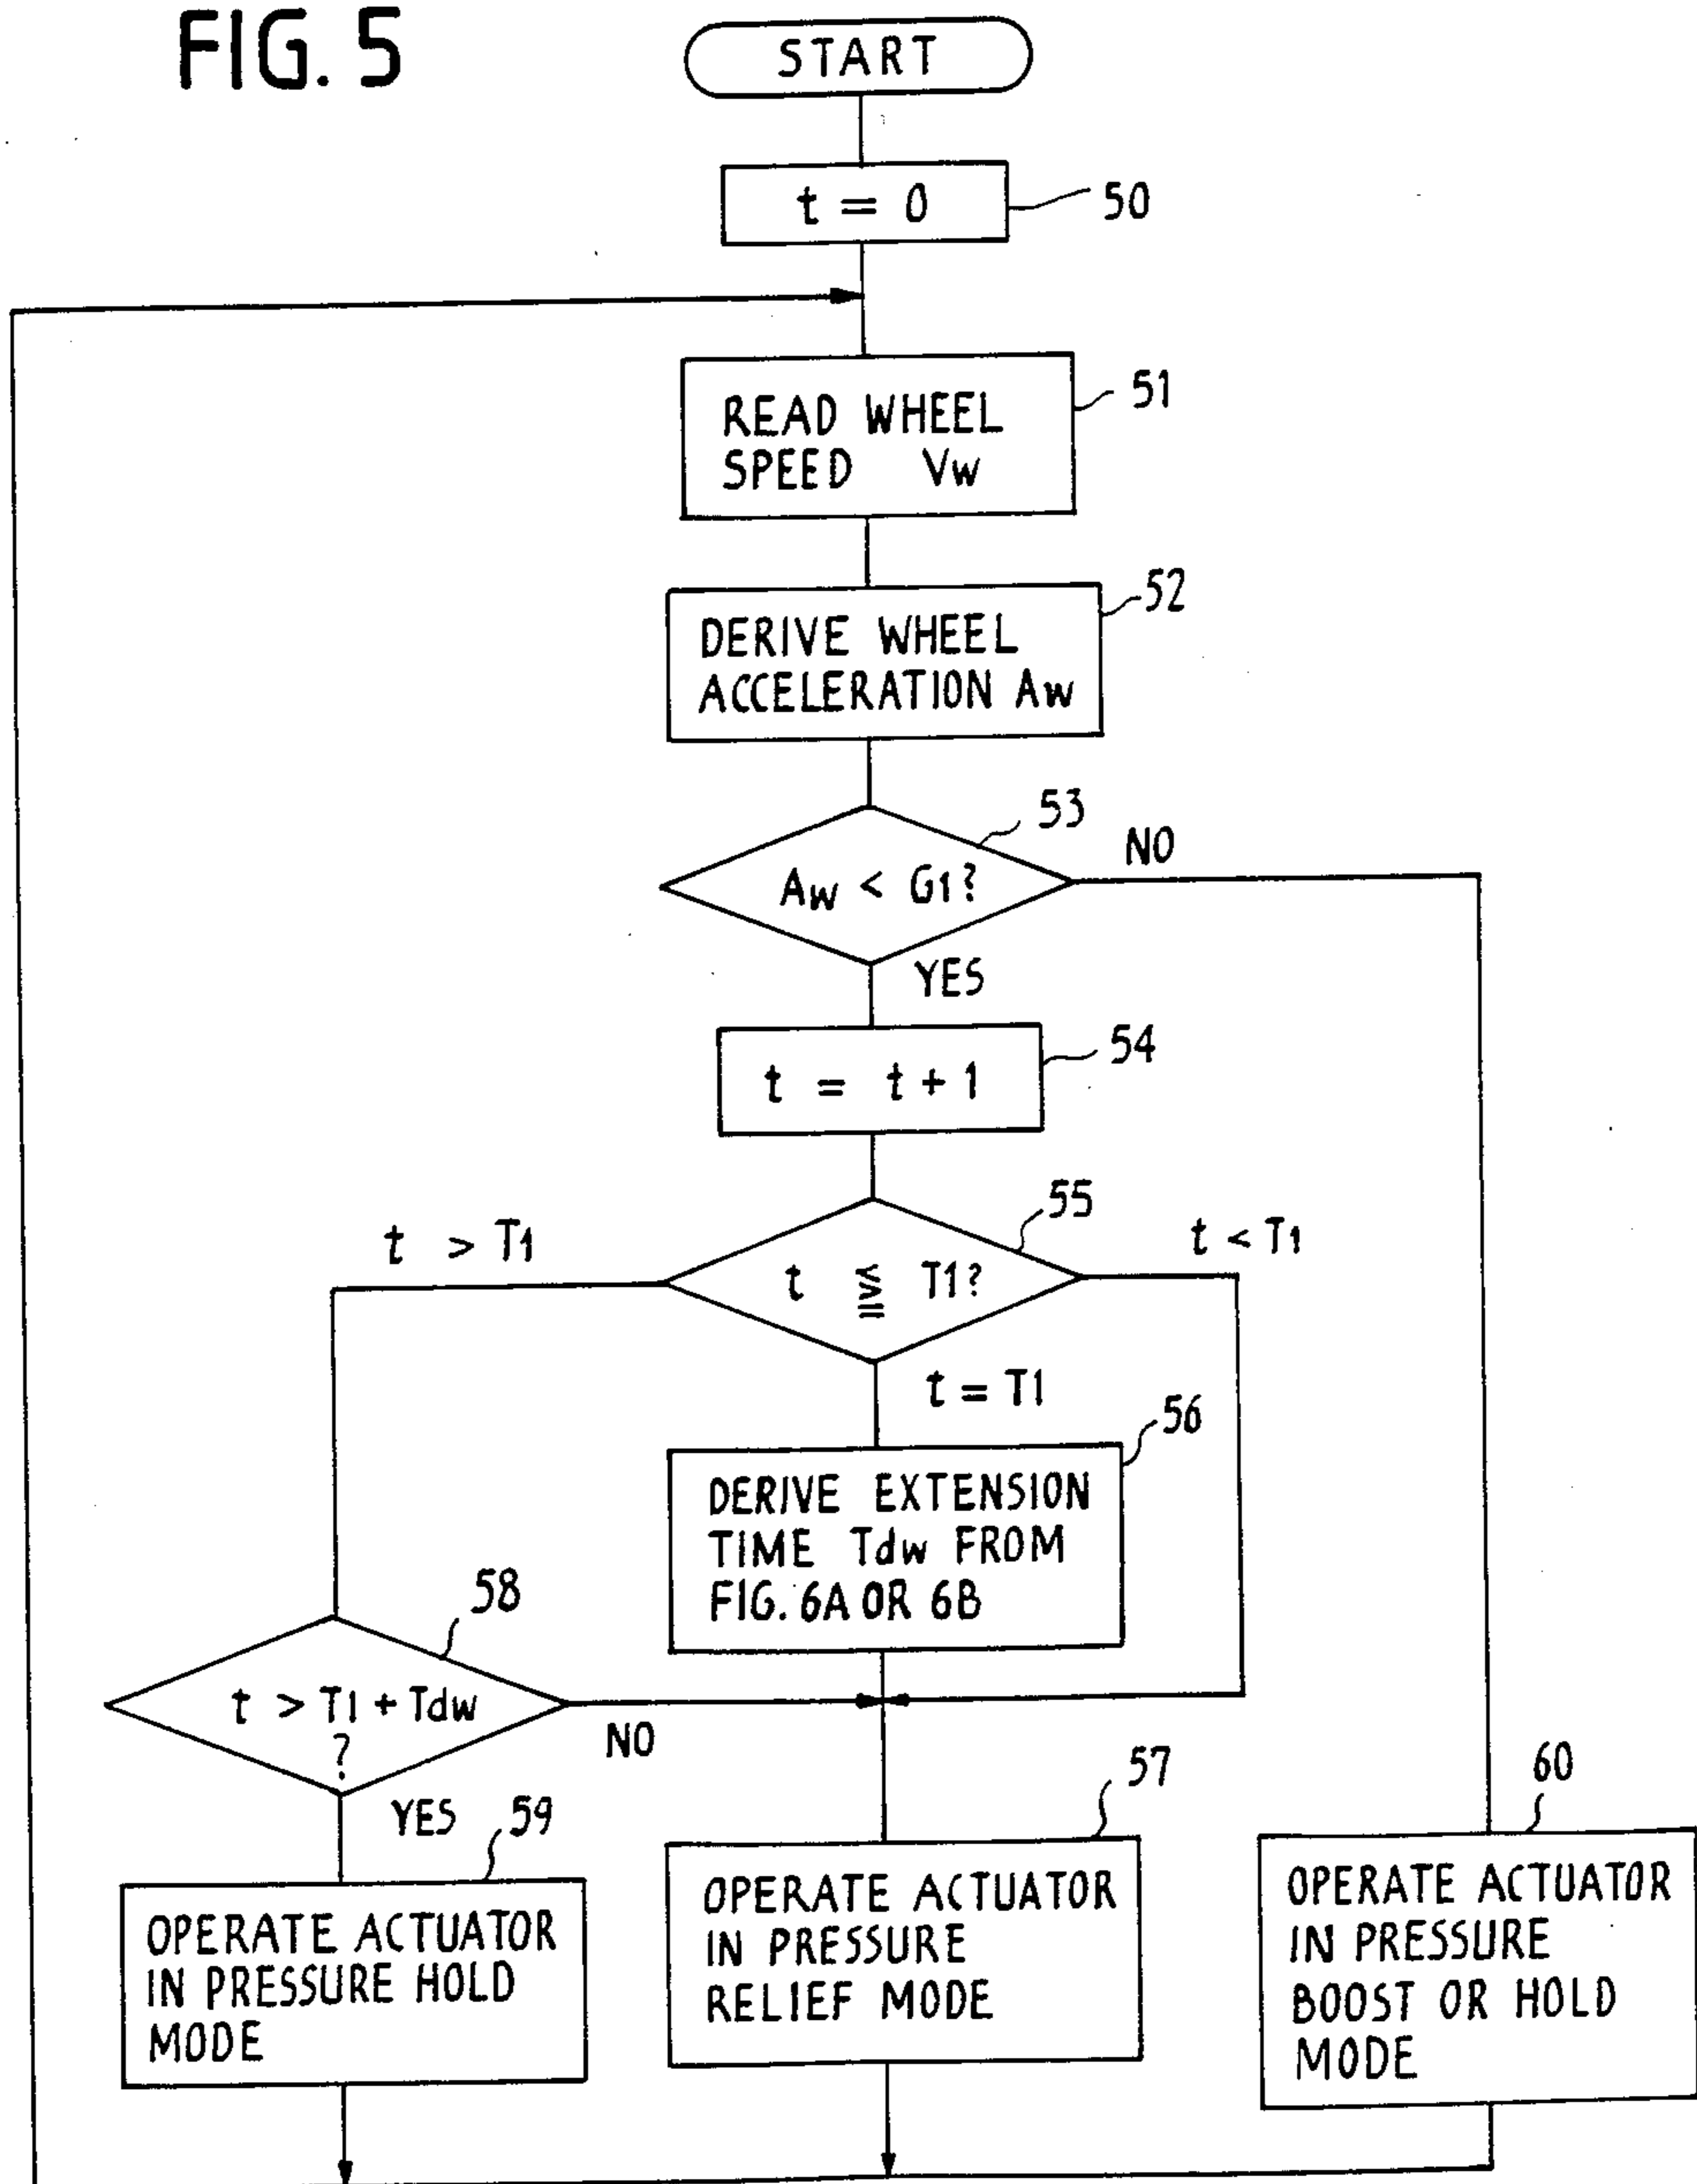 FIG. 5
START
t = 0
50
READ WHEEL
SPEED Vw
51
DERIVE WHEEL
ACCELERATION Aw
52
Aw < G1?
53
NO
YES
t = t + 1
54
t ≦ T1?
55
t > T1
t < T1
t = T1
DERIVE EXTENSION
TIME Tdw FROM
FIG. 6A OR 6B
56
t > T1 + Tdw
?
58
NO
YES
OPERATE ACTUATOR
IN PRESSURE HOLD
MODE
59
OPERATE ACTUATOR
IN PRESSURE
RELIEF MODE
57
OPERATE ACTUATOR
IN PRESSURE
BOOST OR HOLD
MODE
60